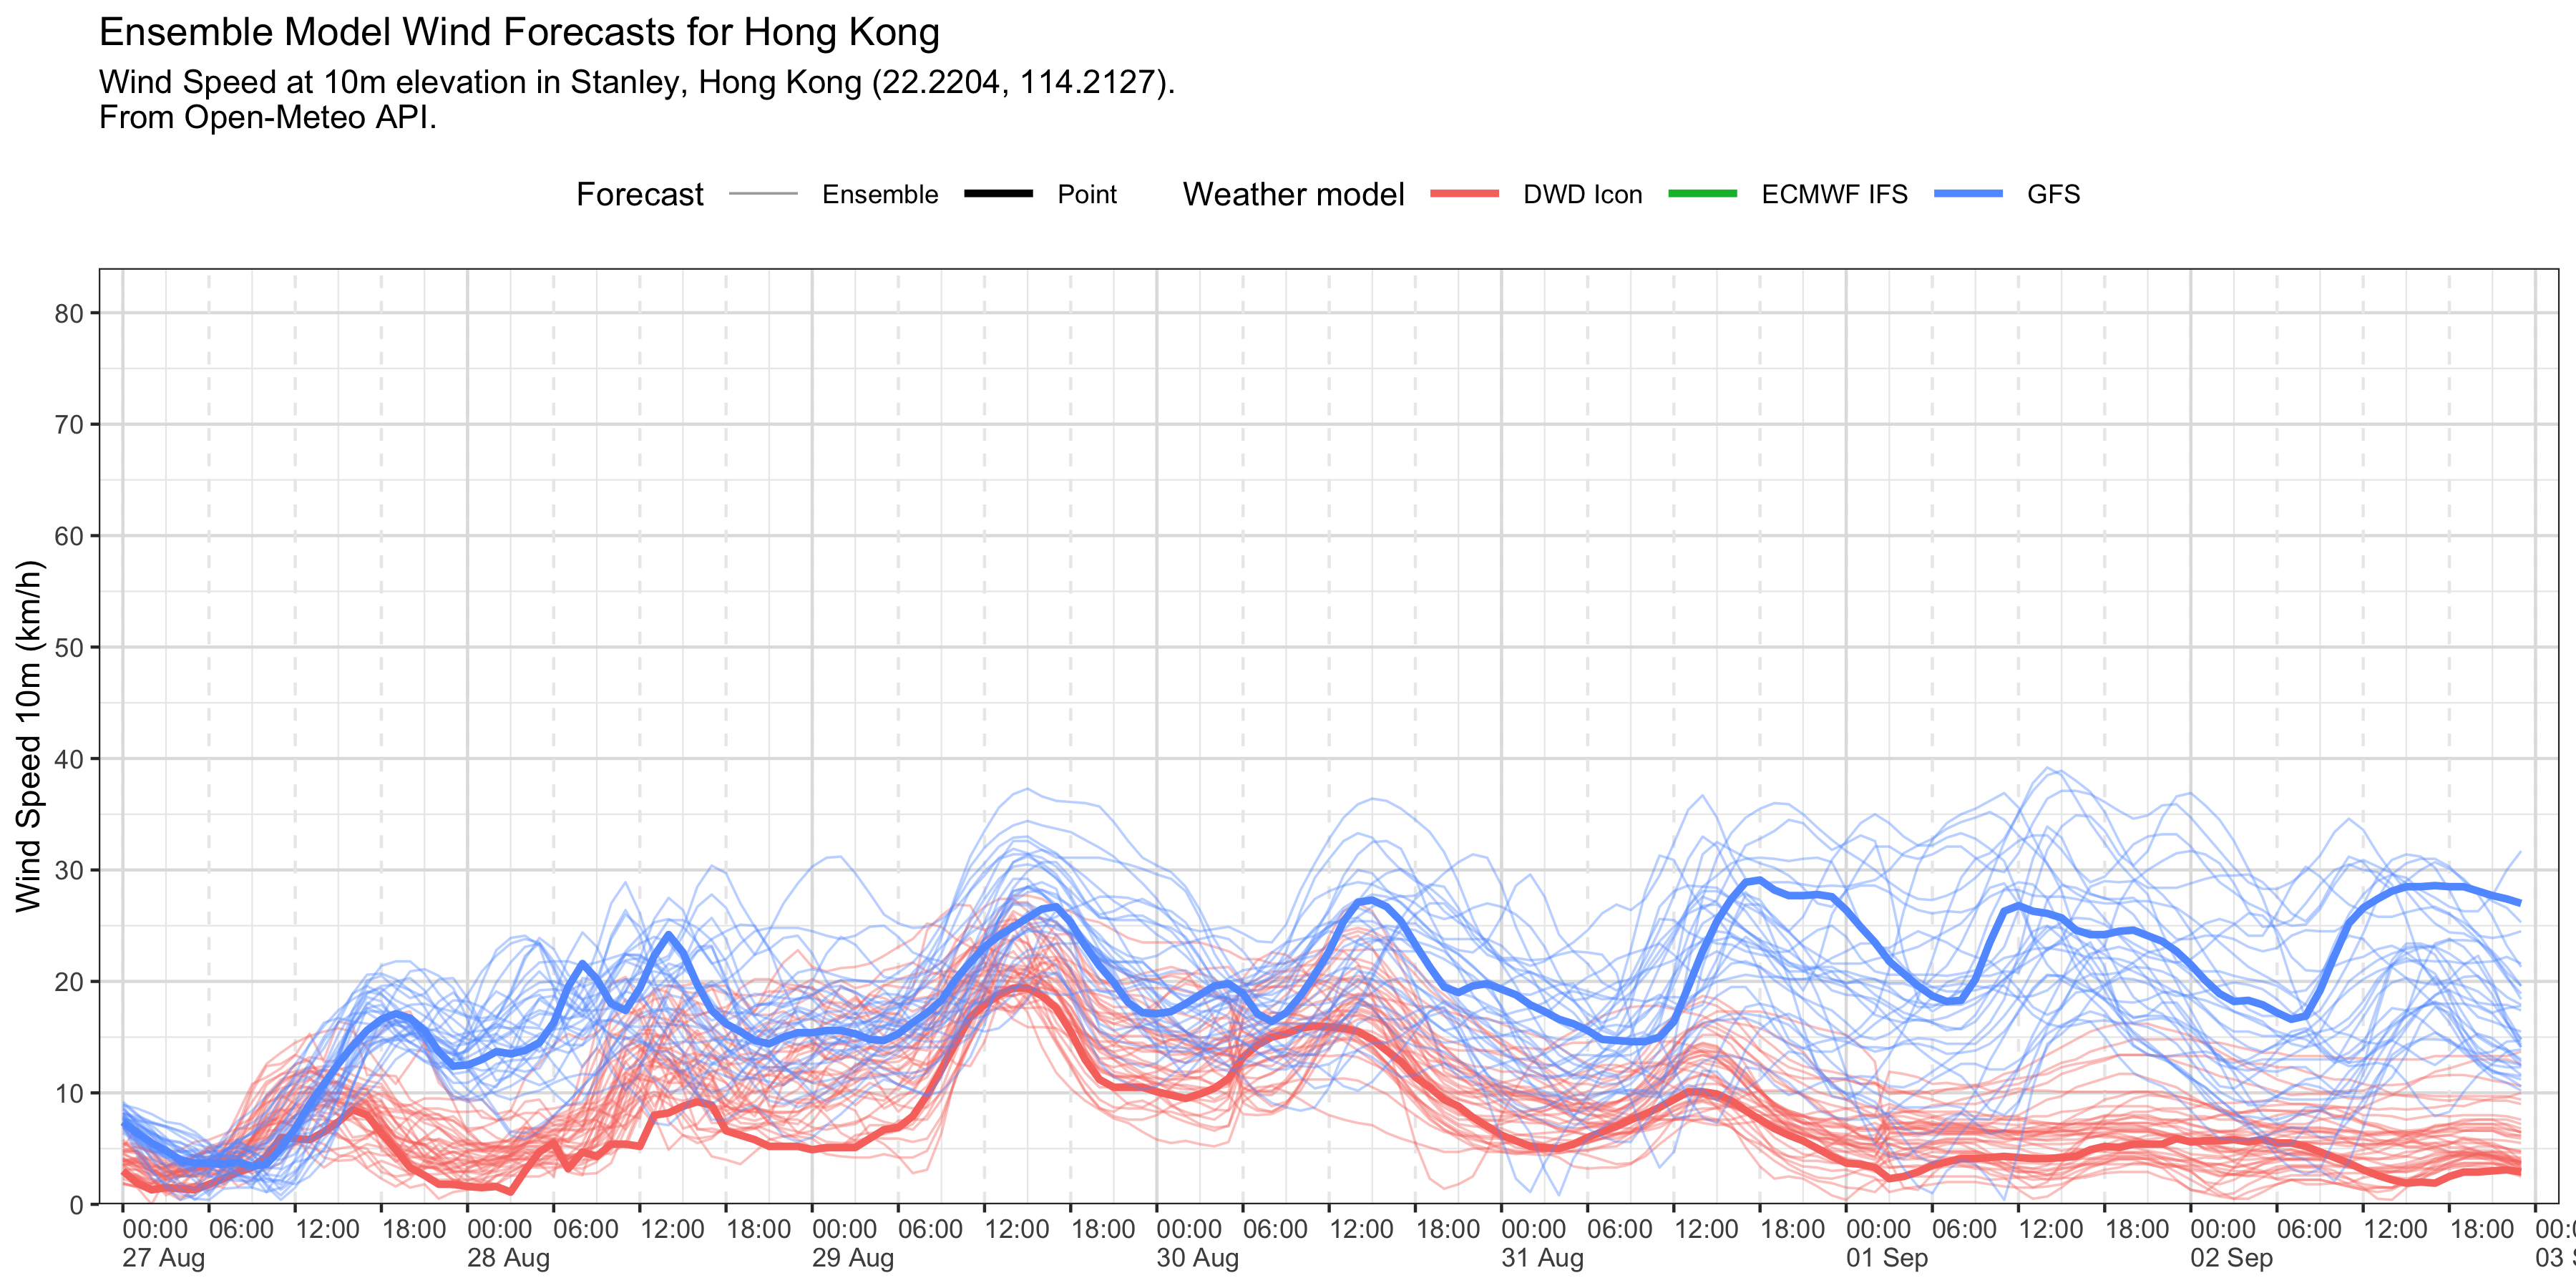 Ensemble Model Wind Forecasts for Hong Kong
Wind Speed at 10m elevation in Stanley, Hong Kong (22.2204, 114.2127).
From Open-Meteo API.
Forecast Ensemble Point Weather model DWD Icon ECMWF IFS GFS
Wind Speed 10m (km/h)
80
70
60
50
40
30
20
10
0
00:00 06:00 12:00 18:00 00:00 06:00 12:00 18:00 00:00 06:00 12:00 18:00 00:00 06:00 12:00 18:00 00:00 06:00 12:00 18:00 00:00 06:00 12:00 18:00 00:00 06:00 12:00 18:00 00:0
27 Aug 28 Aug 29 Aug 30 Aug 31 Aug 01 Sep 02 Sep 03 S